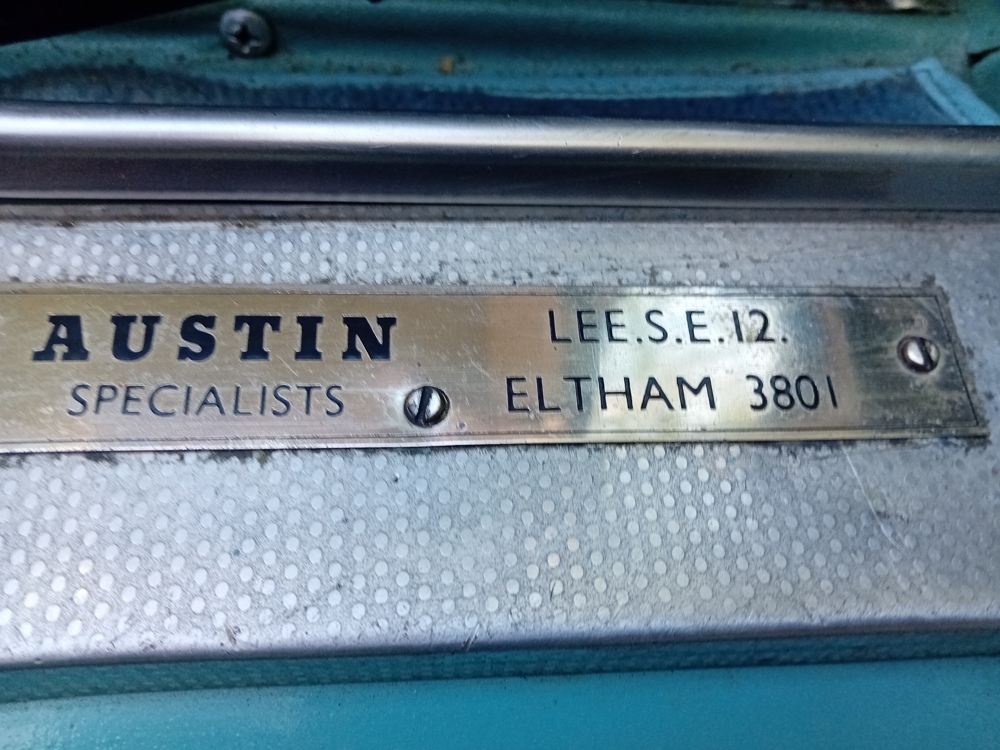 AUSTIN
SPECIALISTS
LEE.S.E.12.
ELTHAM 3801